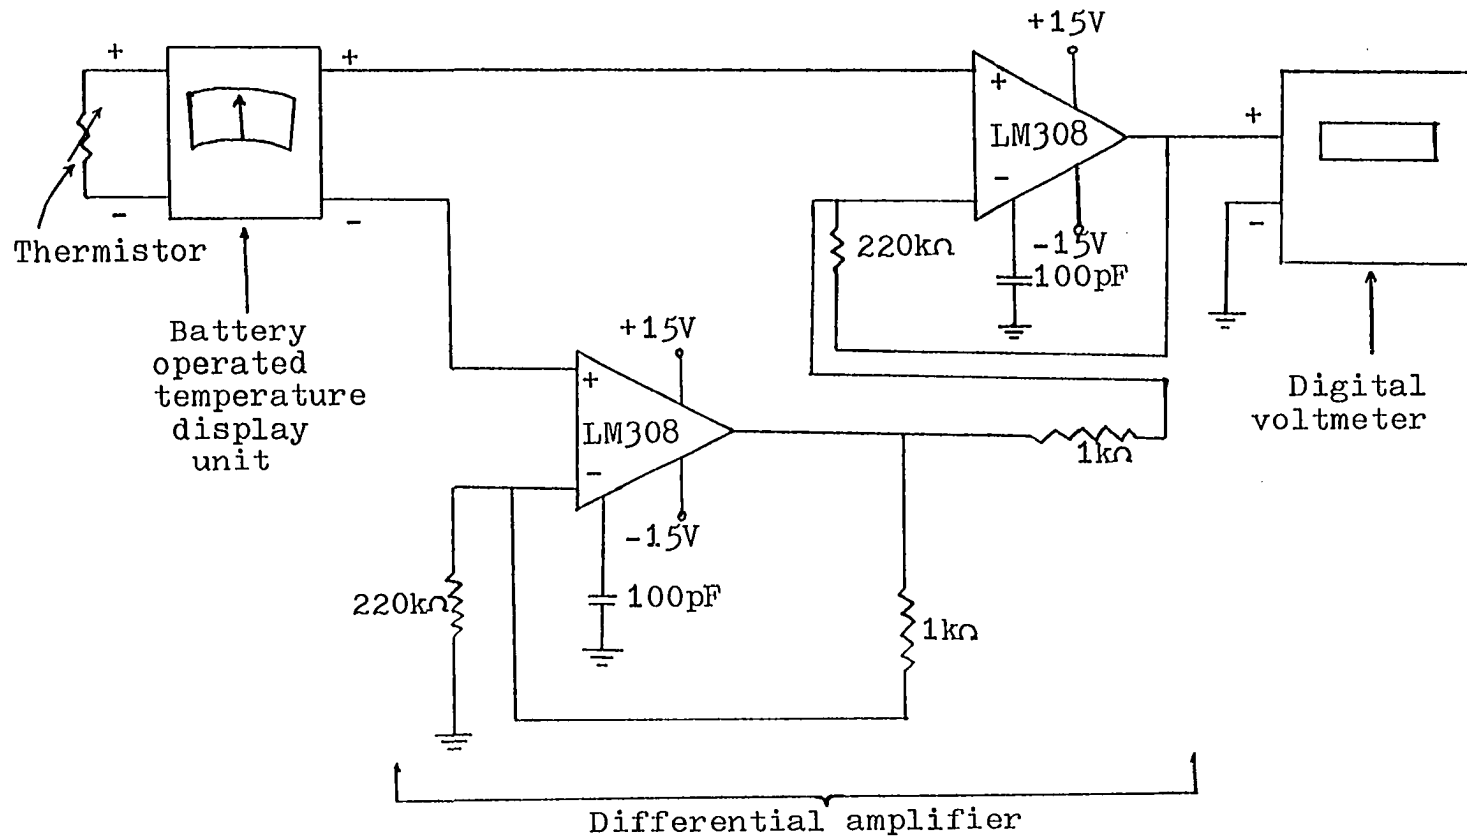 +15V
+
+
+
LM308
+
-
-15V
100pF
220kΩ
-
-
-
Thermistor
Battery
operated
temperature
display
unit
+15V
+
LM308
-
-15V
100pF
220kΩ
1kΩ
1kΩ
Digital
voltmeter
Differential amplifier